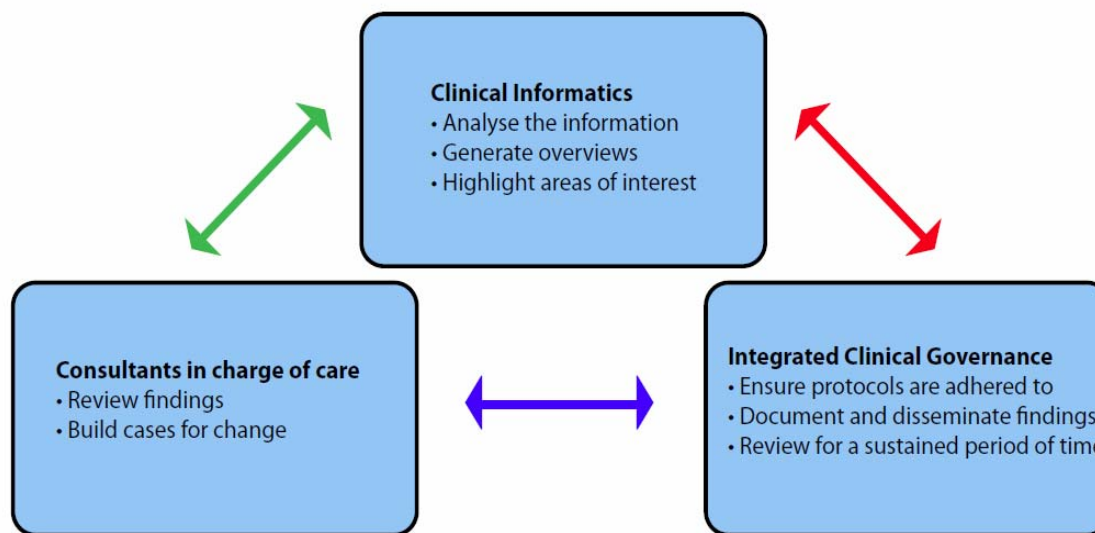 Clinical Informatics
• Analyse the information
• Generate overviews
• Highlight areas of interest
Consultants in charge of care
• Review findings
• Build cases for change
Integrated Clinical Governance
• Ensure protocols are adhered to
• Document and disseminate findings
• Review for a sustained period of time